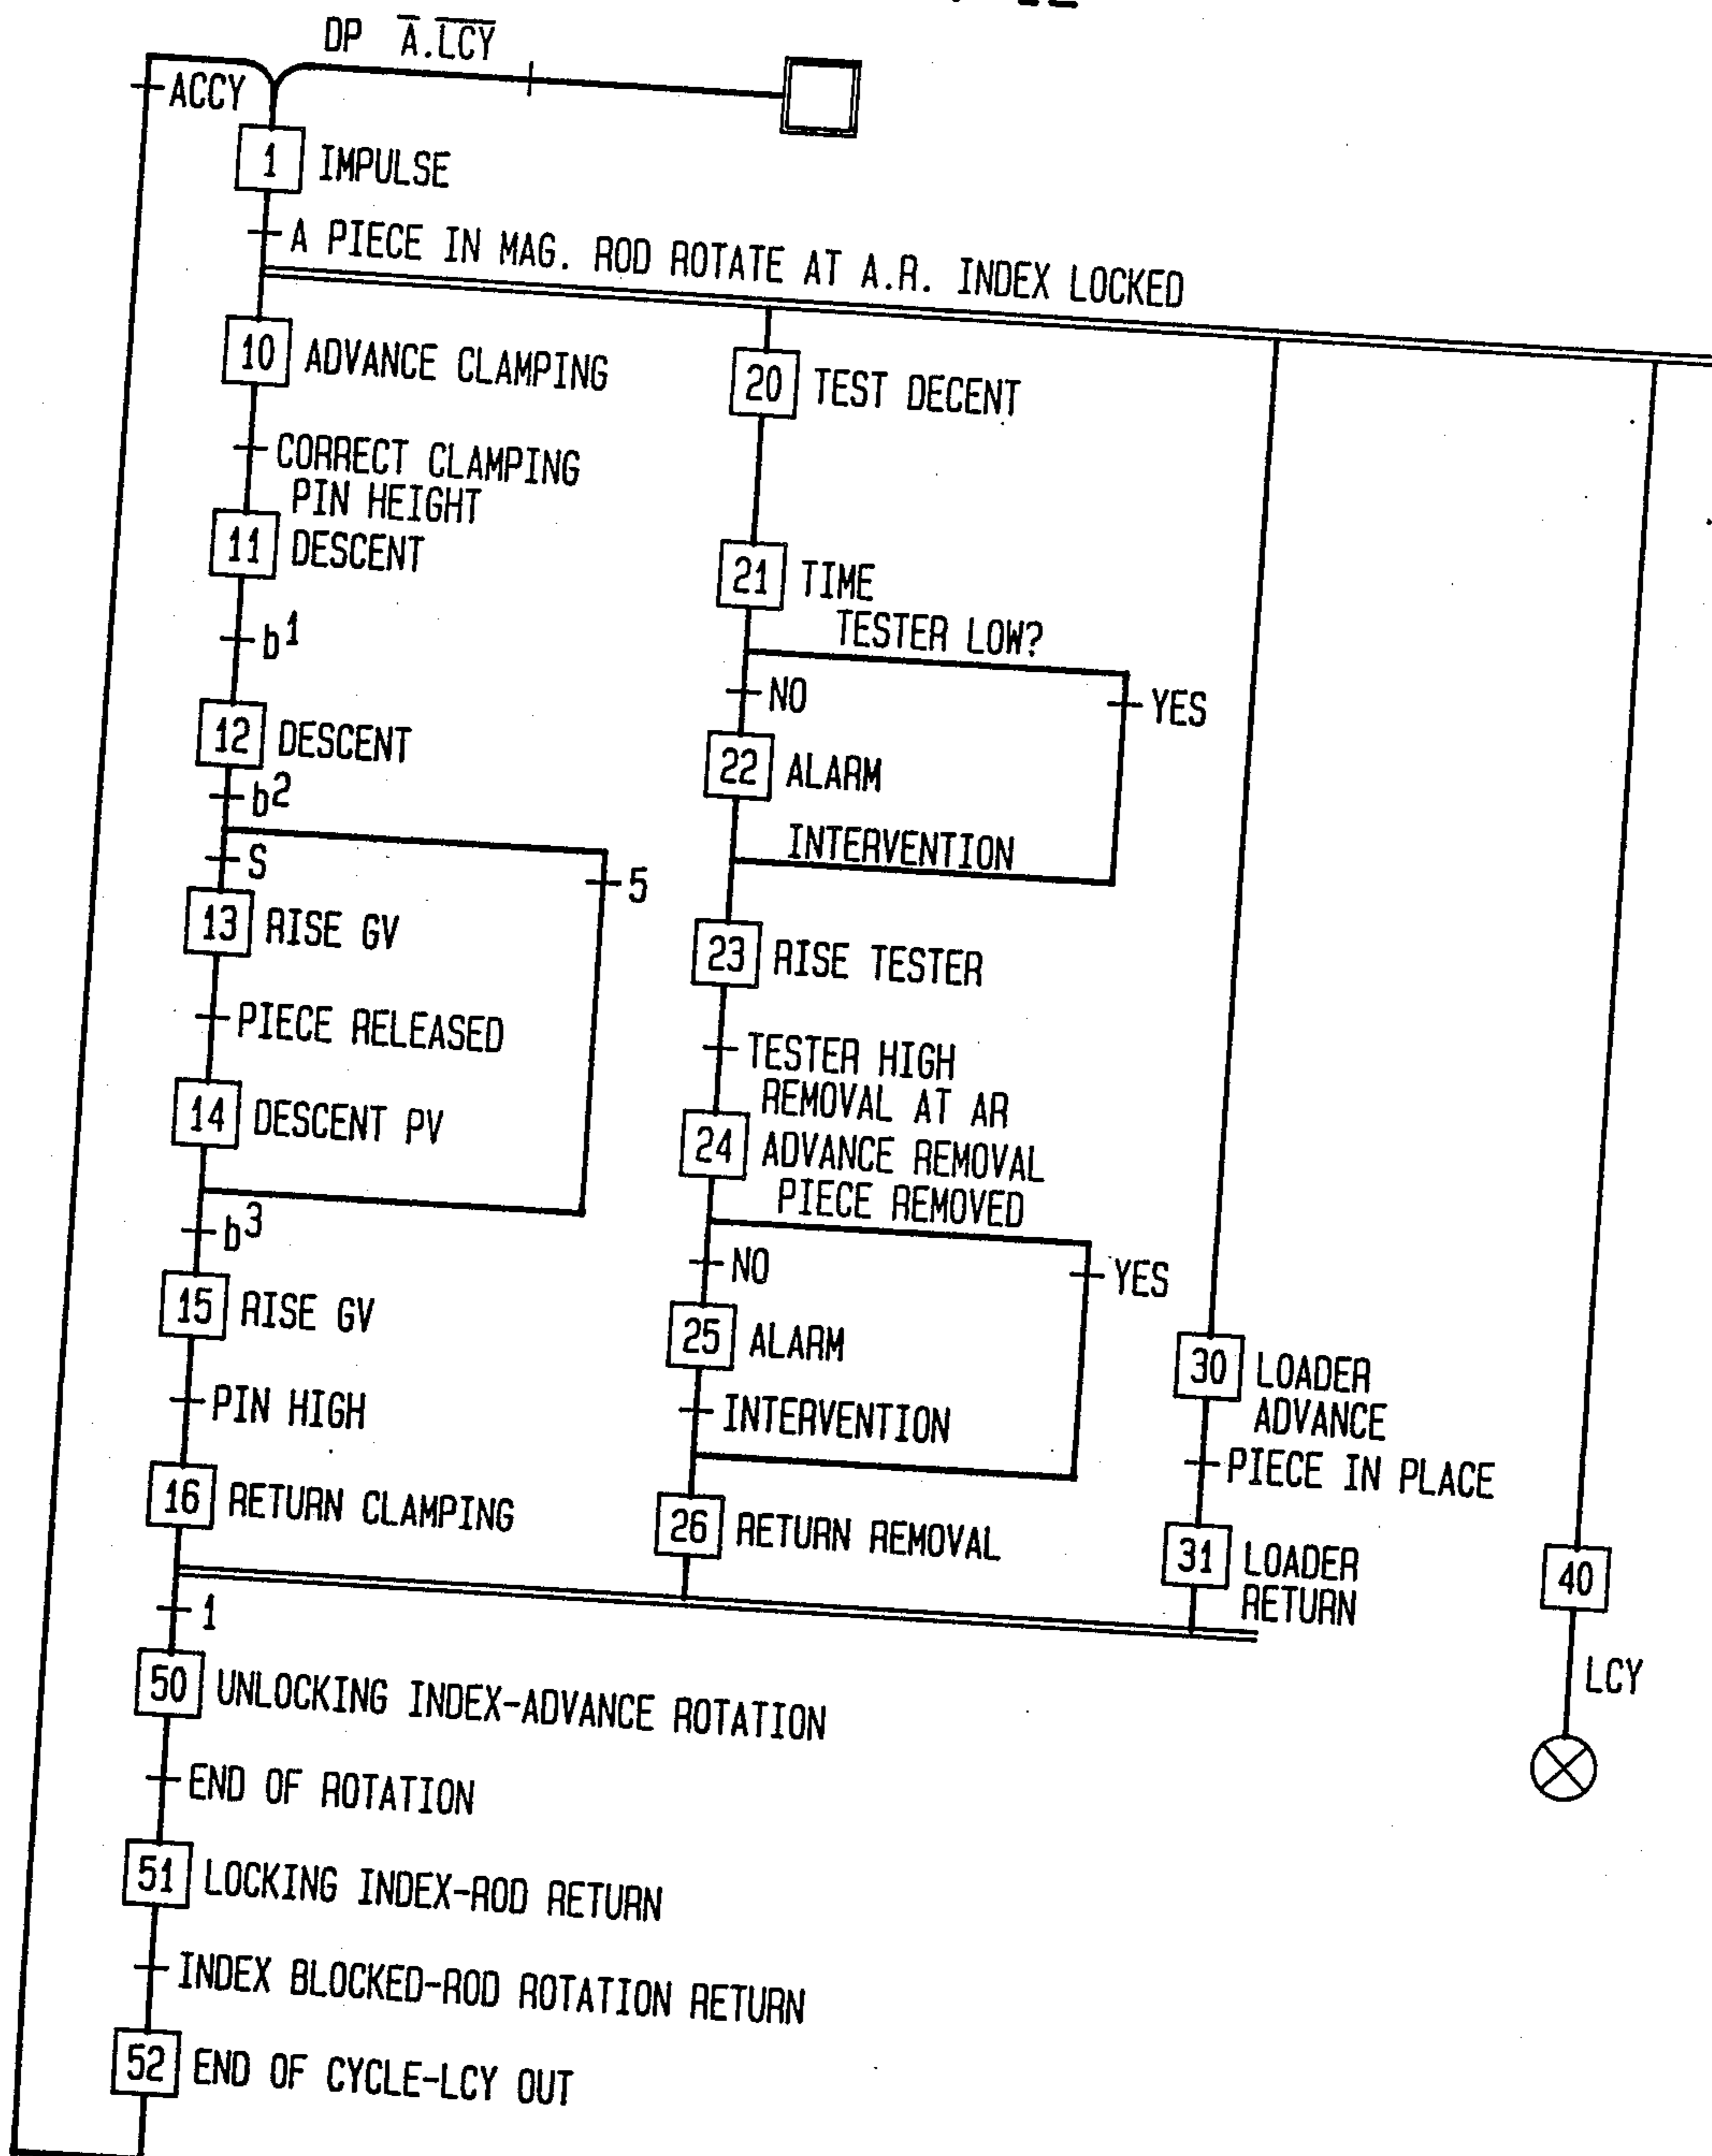 DP A̅.L̅C̅Y̅
ACCY
1 IMPULSE
A PIECE IN MAG. ROD ROTATE AT A.R. INDEX LOCKED
10 ADVANCE CLAMPING
CORRECT CLAMPING
PIN HEIGHT
11 DESCENT
b1
12 DESCENT
b2
S
5
13 RISE GV
PIECE RELEASED
14 DESCENT PV
b3
15 RISE GV
PIN HIGH
16 RETURN CLAMPING
20 TEST DECENT
21 TIME
TESTER LOW?
NO
YES
22 ALARM
INTERVENTION
23 RISE TESTER
TESTER HIGH
REMOVAL AT AR
24 ADVANCE REMOVAL
PIECE REMOVED
NO
YES
25 ALARM
INTERVENTION
26 RETURN REMOVAL
30 LOADER
ADVANCE
PIECE IN PLACE
31 LOADER
RETURN
40
LCY
1
50 UNLOCKING INDEX-ADVANCE ROTATION
END OF ROTATION
51 LOCKING INDEX-ROD RETURN
INDEX BLOCKED-ROD ROTATION RETURN
52 END OF CYCLE-LCY OUT